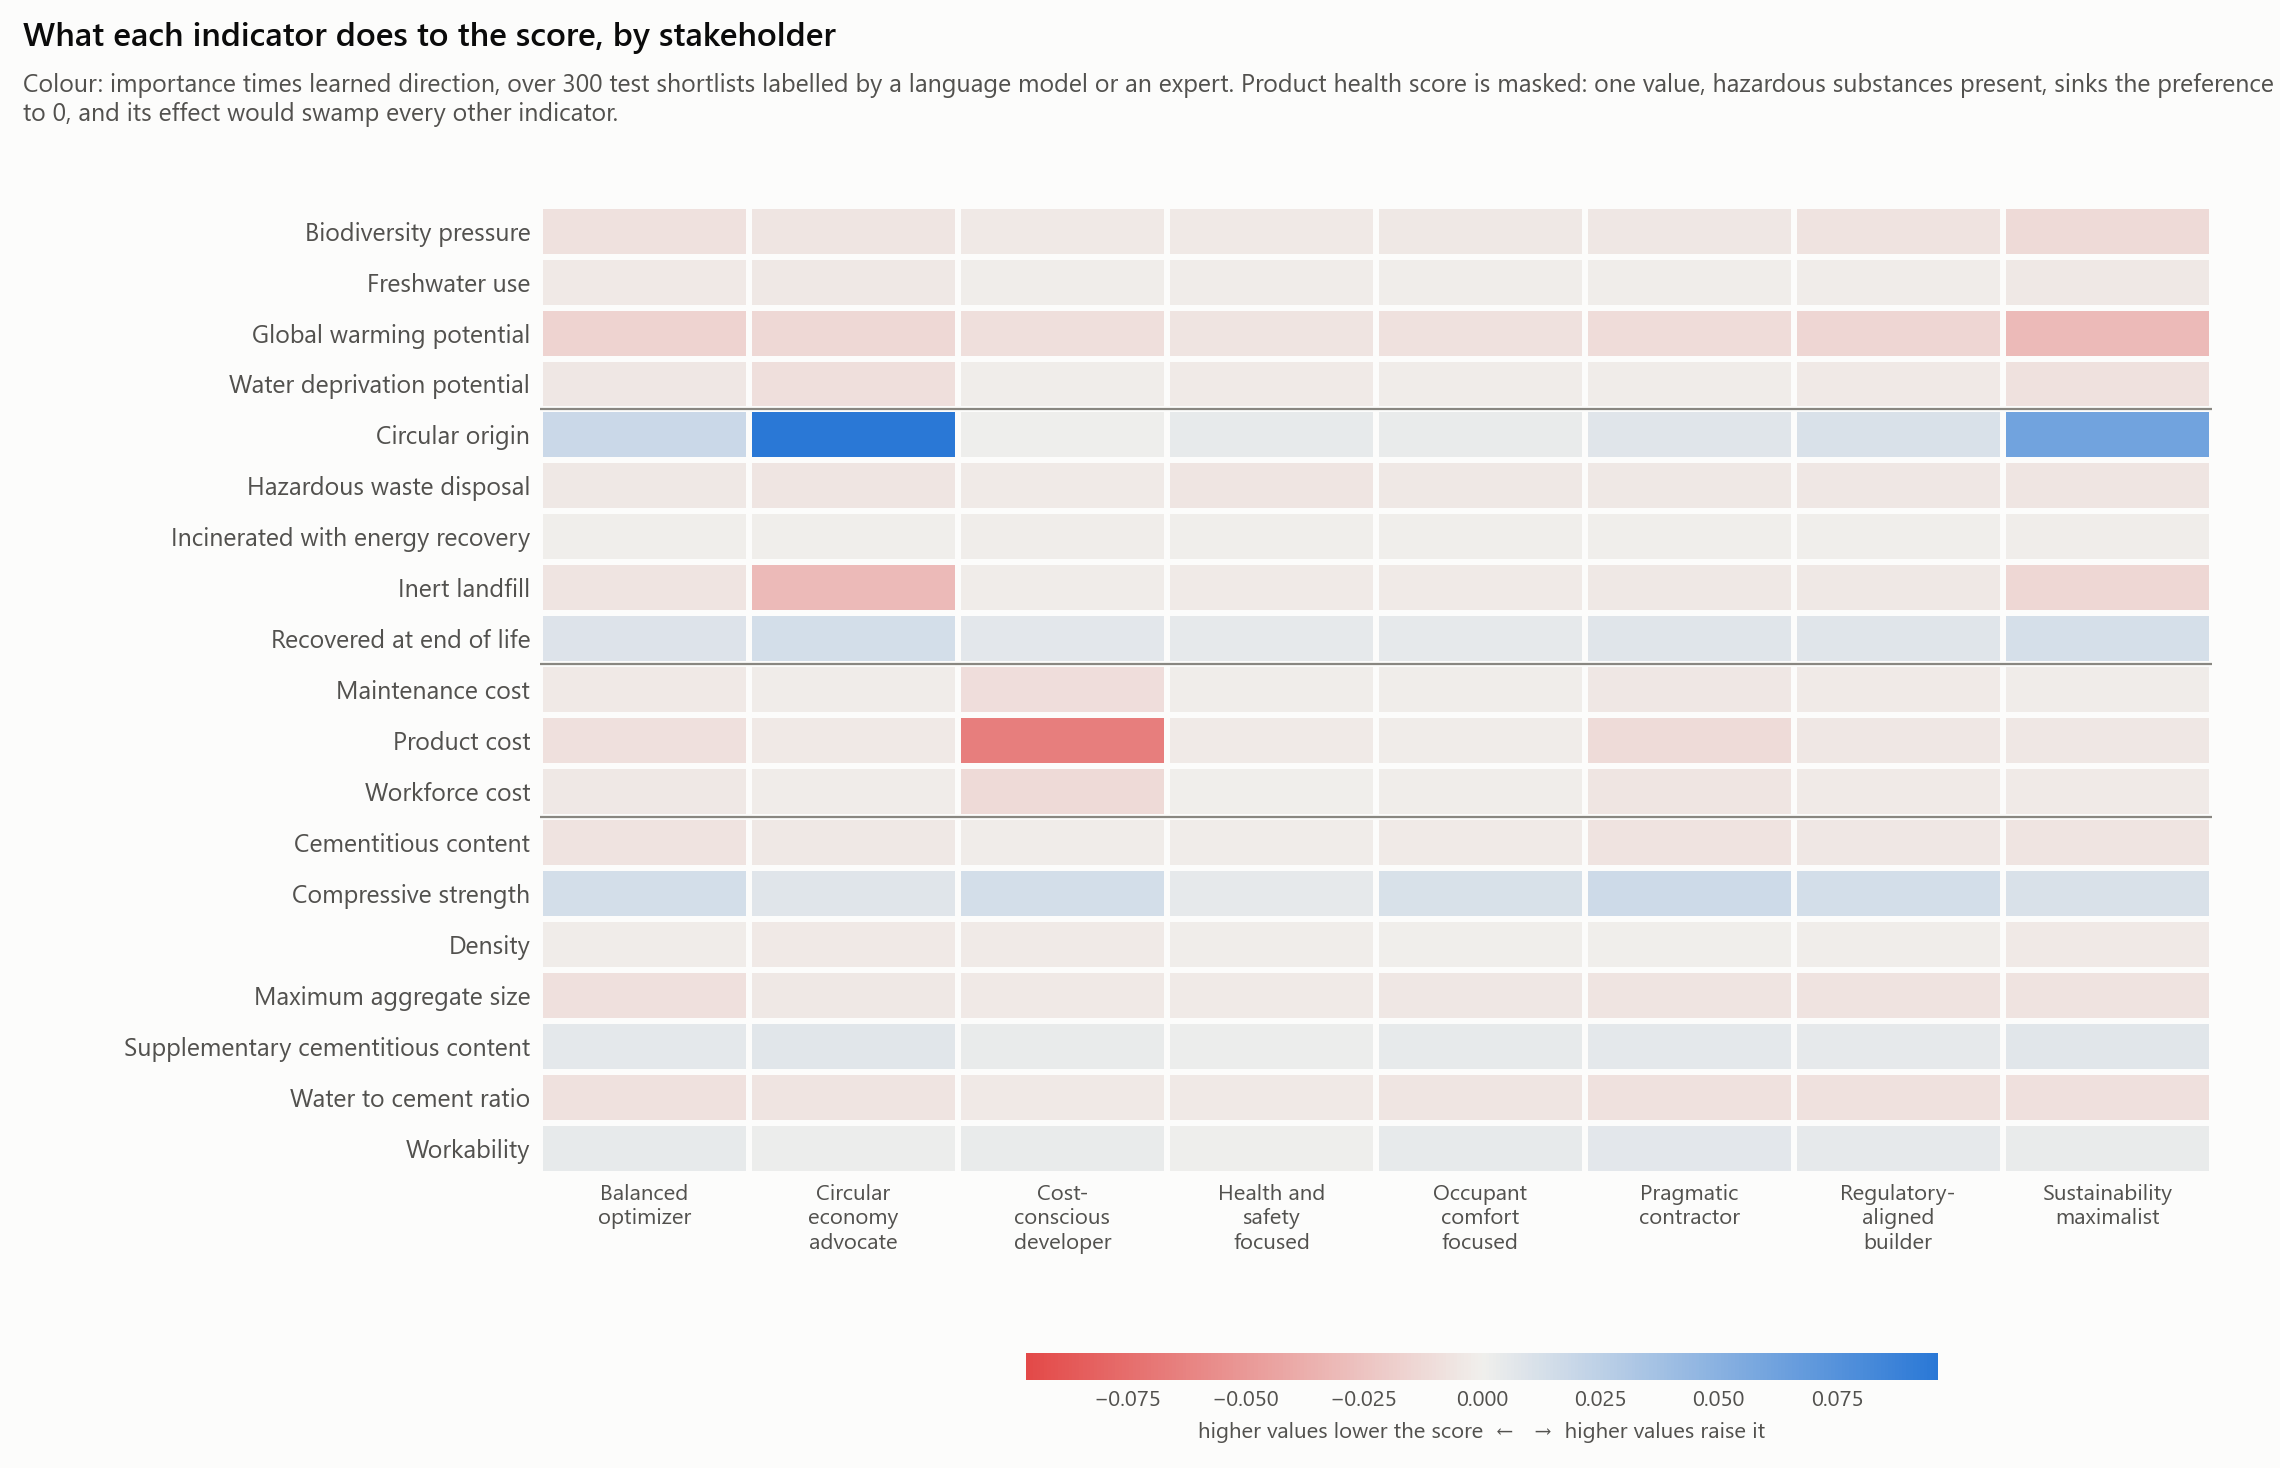 What each indicator does to the score, by stakeholder
Colour: importance times learned direction, over 300 test shortlists labelled by a language model or an expert. Product health score is masked: one value, hazardous substances present, sinks the preference
to 0, and its effect would swamp every other indicator.
Biodiversity pressure
Freshwater use
Global warming potential
Water deprivation potential
Circular origin
Hazardous waste disposal
Incinerated with energy recovery
Inert landfill
Recovered at end of life
Maintenance cost
Product cost
Workforce cost
Cementitious content
Compressive strength
Density
Maximum aggregate size
Supplementary cementitious content
Water to cement ratio
Workability
Balanced
optimizer
Circular
economy
advocate
Cost-
conscious
developer
Health and
safety
focused
Occupant
comfort
focused
Pragmatic
contractor
Regulatory-
aligned
builder
Sustainability
maximalist
−0.075 −0.050 −0.025 0.000 0.025 0.050 0.075
higher values lower the score ← → higher values raise it